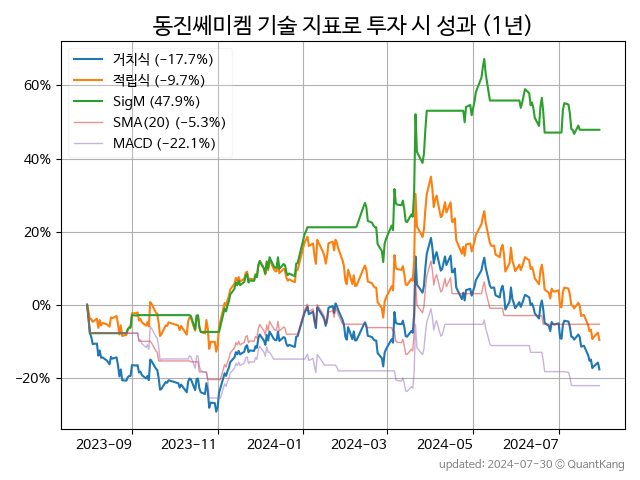 동진쎄미켐 기술 지표로 투자 시 성과 (1년)
거치식 (−17.7%)
적립식 (−9.7%)
SigM (47.9%)
SMA(20) (−5.3%)
MACD (−22.1%)
60%
40%
20%
0%
−20%
2023-09 2023-11 2024-01 2024-03 2024-05 2024-07
updated: 2024-07-30 © QuantKang